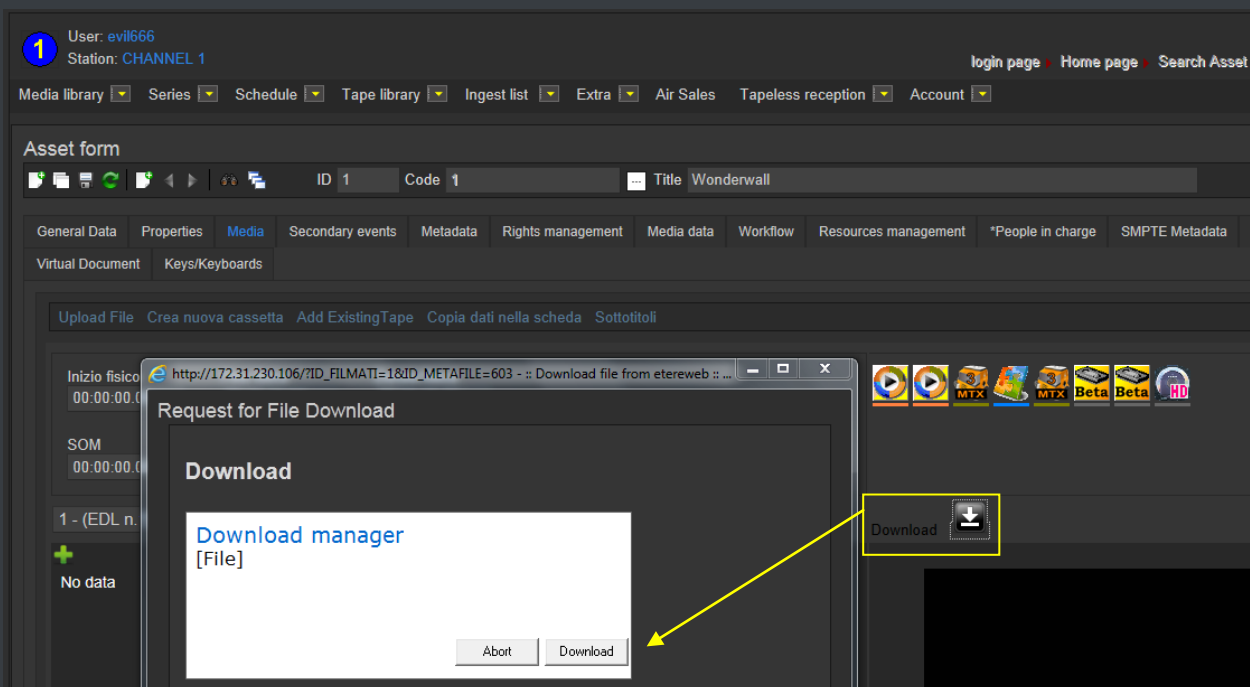 1
User: evil666
Station: CHANNEL 1
login page Home page Search Asset
Media library Series Schedule Tape library Ingest list Extra Air Sales Tapeless reception Account
Asset form
ID 1 Code 1 ... Title Wonderwall
General Data Properties Media Secondary events Metadata Rights management Media data Workflow Resources management *People in charge SMPTE Metadata
Virtual Document Keys/Keyboards
Upload File Crea nuova cassetta Add ExistingTape Copia dati nella scheda Sottotitoli
Inizio fisico
00:00:00.0
SOM
00:00:00.0
1 - (EDL n.
No data
http://172.31.230.106/?ID_FILMATI=1&ID_METAFILE=603 - :: Download file from etereweb :: ...
Request for File Download
Download
Download manager
[File]
Abort Download
MTX MTX Beta Beta HD
Download